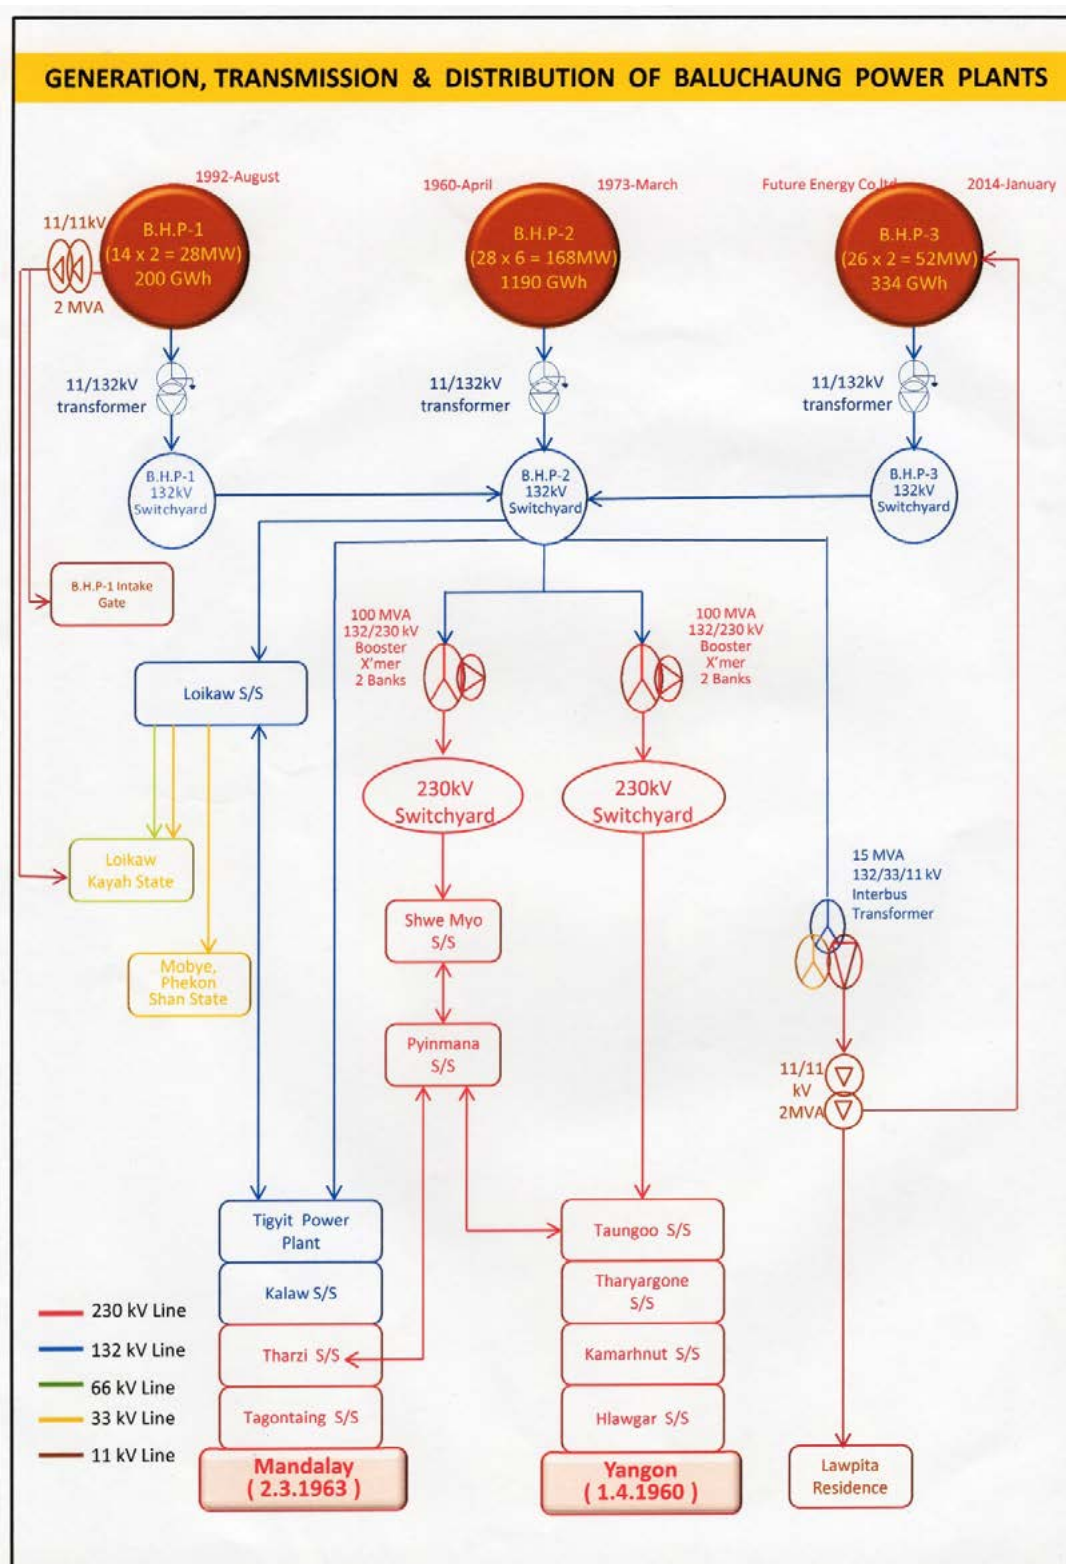 GENERATION, TRANSMISSION & DISTRIBUTION OF BALUCHAUNG POWER PLANTS
1992-August
1960-April
1973-March
Future Energy Co.ltd
2014-January
11/11kV
2 MVA
B.H.P-1
(14 x 2 = 28MW)
200 GWh
B.H.P-2
(28 x 6 = 168MW)
1190 GWh
B.H.P-3
(26 x 2 = 52MW)
334 GWh
11/132kV
transformer
11/132kV
transformer
11/132kV
transformer
B.H.P-1
132kV
Switchyard
B.H.P-2
132kV
Switchyard
B.H.P-3
132kV
Switchyard
B.H.P-1 Intake
Gate
100 MVA
132/230 kV
Booster
X'mer
2 Banks
100 MVA
132/230 kV
Booster
X'mer
2 Banks
Loikaw S/S
230kV
Switchyard
230kV
Switchyard
Loikaw
Kayah State
15 MVA
132/33/11 kV
Interbus
Transformer
Shwe Myo
S/S
Mobye,
Phekon
Shan State
Pyinmana
S/S
11/11
kV
2MVA
Tigyit Power
Plant
Kalaw S/S
Tharzi S/S
Tagontaing S/S
Mandalay
( 2.3.1963 )
Taungoo S/S
Tharyargone
S/S
Kamarhnut S/S
Hlawgar S/S
Yangon
( 1.4.1960 )
Lawpita
Residence
230 kV Line
132 kV Line
66 kV Line
33 kV Line
11 kV Line